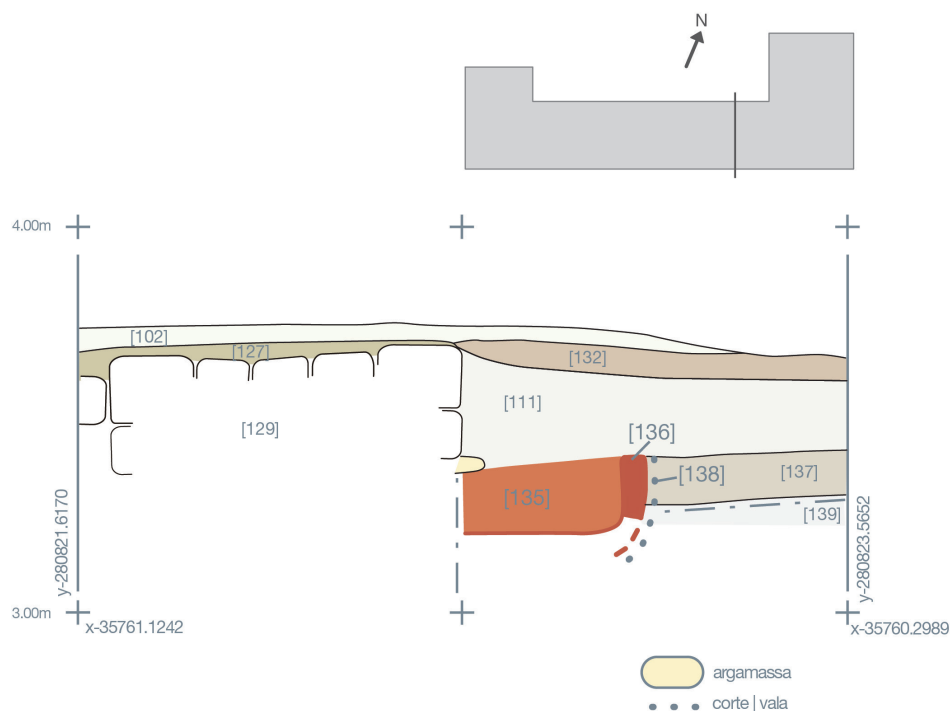 N
4.00m
[102]
[127]
[132]
[111]
[129]
[136]
[138]
[137]
[135]
[139]
y-280821.6170
y-280823.5652
3.00m
x-35761.1242
x-35760.2989
argamassa
corte | vala